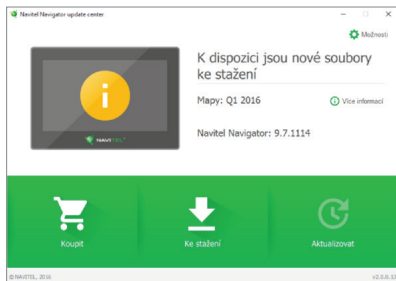 Navitel Navigator update center
Možnosti
K dispozici jsou nové soubory
ke stažení
Mapy: Q1 2016
Více informací
Navitel Navigator: 9.7.1114
NAVITEL
Koupit
Ke stažení
Aktualizovat
© NAVITEL, 2016